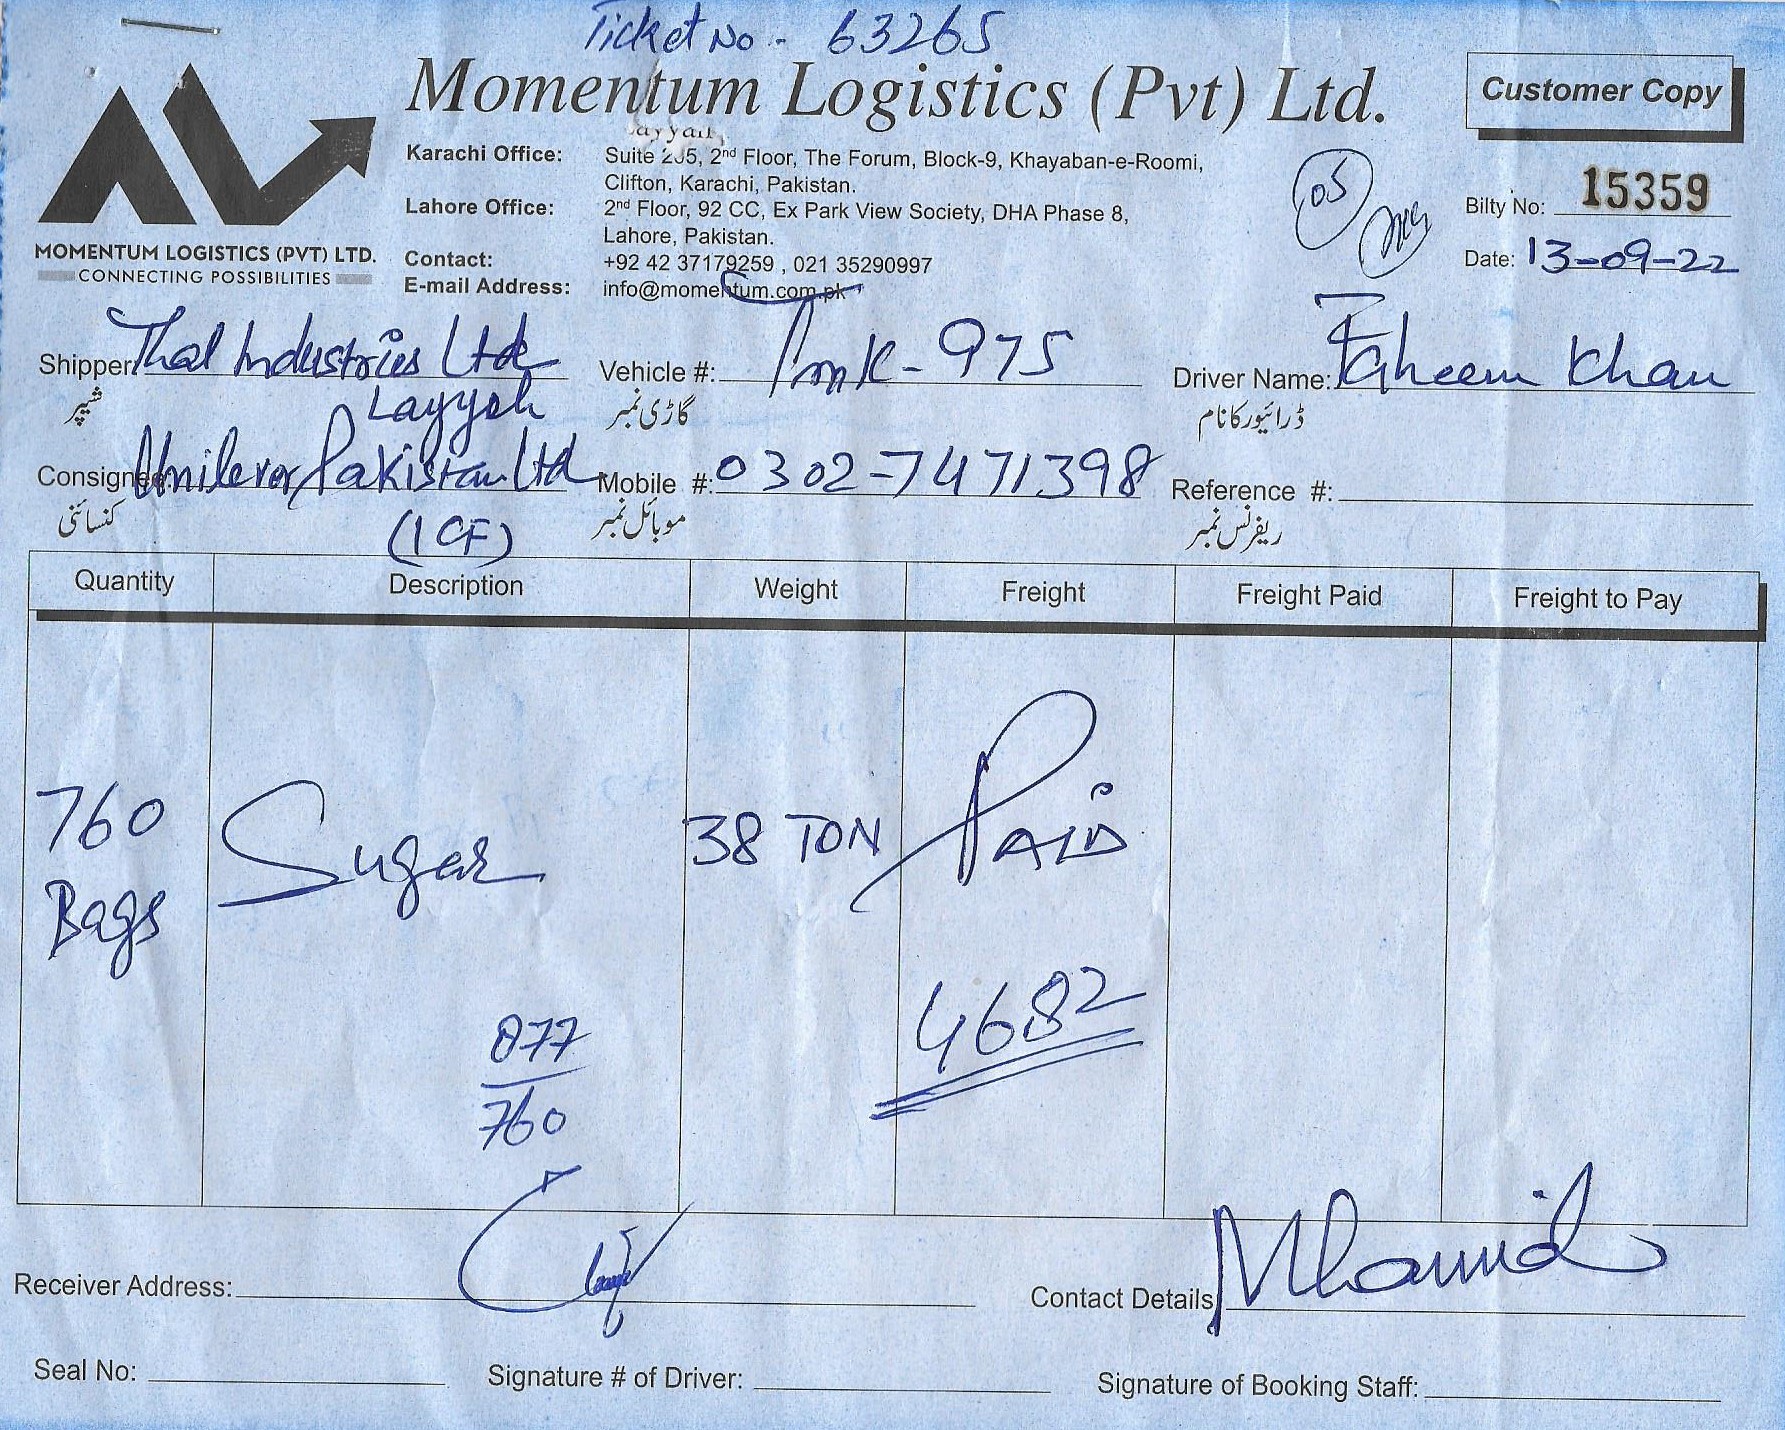 Ticket No - 63265
Momentum Logistics (Pvt) Ltd.
Customer Copy
MOMENTUM LOGISTICS (PVT) LTD.
CONNECTING POSSIBILITIES
Karachi Office: Suite 205, 2nd Floor, The Forum, Block-9, Khayaban-e-Roomi,
Clifton, Karachi, Pakistan.
Lahore Office: 2nd Floor, 92 CC, Ex Park View Society, DHA Phase 8,
Lahore, Pakistan.
Contact: +92 42 37179259 , 021 35290997
E-mail Address: info@momentum.com.pk
05
Bilty No: 15359
Date: 13-09-22
Shipper Thal Industries Ltd Vehicle #: TMK-975 Driver Name: Faheem Khan
Layyah
شیپر گاڑی نمبر ڈرائیور کا نام
Consignee: Unilever Pakistan Ltd Mobile #: 0302-7471398 Reference #:
(ICF)
کنسائنی موبائل نمبر ریفرنس نمبر
Quantity Description Weight Freight Freight Paid Freight to Pay
760 Bags Sugar 38 TON PAID
4682
877
760
Receiver Address: Contact Details
Seal No: Signature # of Driver: Signature of Booking Staff: